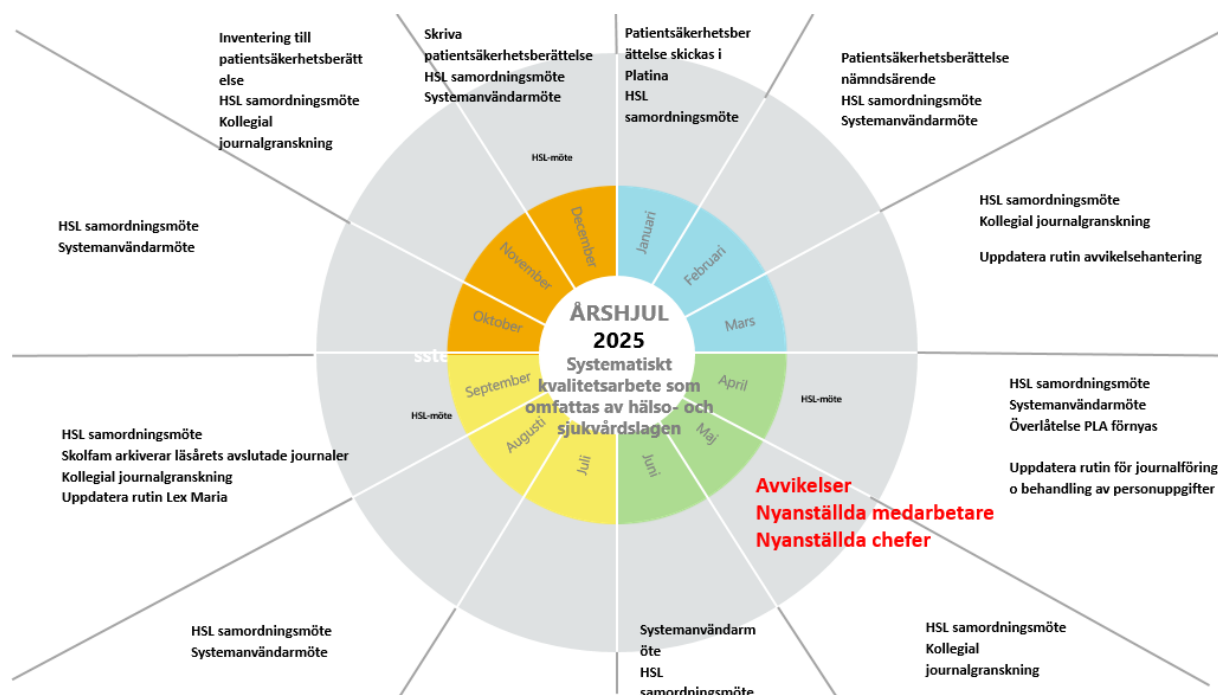 Inventering till
patientsäkerhetsberätt
else
HSL samordningsmöte
Kollegial
journalgranskning
Skriva
patientsäkerhetsberättelse
HSL samordningsmöte
Systemanvändarmöte
Patientsäkerhetsber
ättelse skickas i
Platina
HSL
samordningsmöte
Patientsäkerhetsberättelse
nämndsärende
HSL samordningsmöte
Systemanvändarmöte
HSL-möte
HSL samordningsmöte
Systemanvändarmöte
HSL samordningsmöte
Kollegial journalgranskning
Uppdatera rutin avvikelsehantering
December
Januari
November
Februari
Oktober
Mars
ÅRSHJUL
2025
Systematiskt
kvalitetsarbete som
omfattas av hälso- och
sjukvårdslagen
sste
September
April
Augusti
Maj
Juli
Juni
HSL-möte
HSL-möte
HSL samordningsmöte
Systemanvändarmöte
Överlåtelse PLA förnyas
Uppdatera rutin för journalföring
o behandling av personuppgifter
HSL samordningsmöte
Skolfam arkiverar läsårets avslutade journaler
Kollegial journalgranskning
Uppdatera rutin Lex Maria
Avvikelser
Nyanställda medarbetare
Nyanställda chefer
HSL samordningsmöte
Systemanvändarmöte
Systemanvändarm
öte
HSL
samordningsmöte
HSL samordningsmöte
Kollegial
journalgranskning